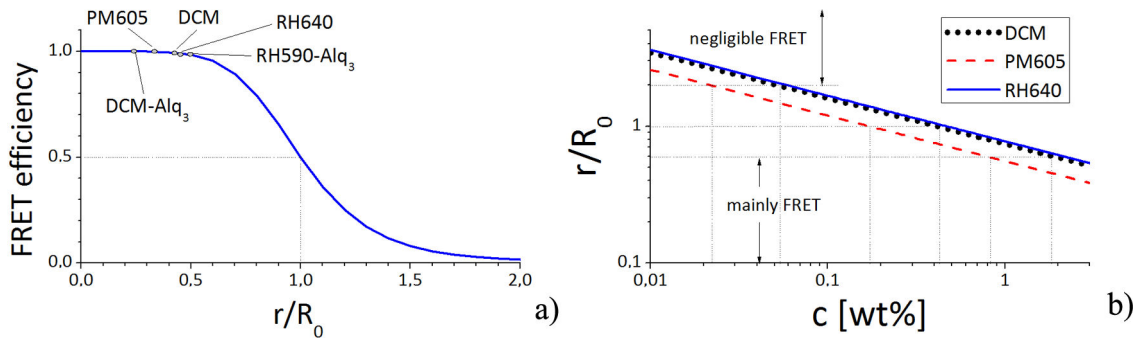 PM605
DCM
RH640
RH590-Alq3
DCM-Alq3
1.0
0.5
0.0
FRET efficiency
0.0
0.5
1.0
1.5
2,0
r/R0
a)
negligible FRET
mainly FRET
DCM
PM605
RH640
r/R0
1
0.1
0,01
0.1
1
c [wt%]
b)